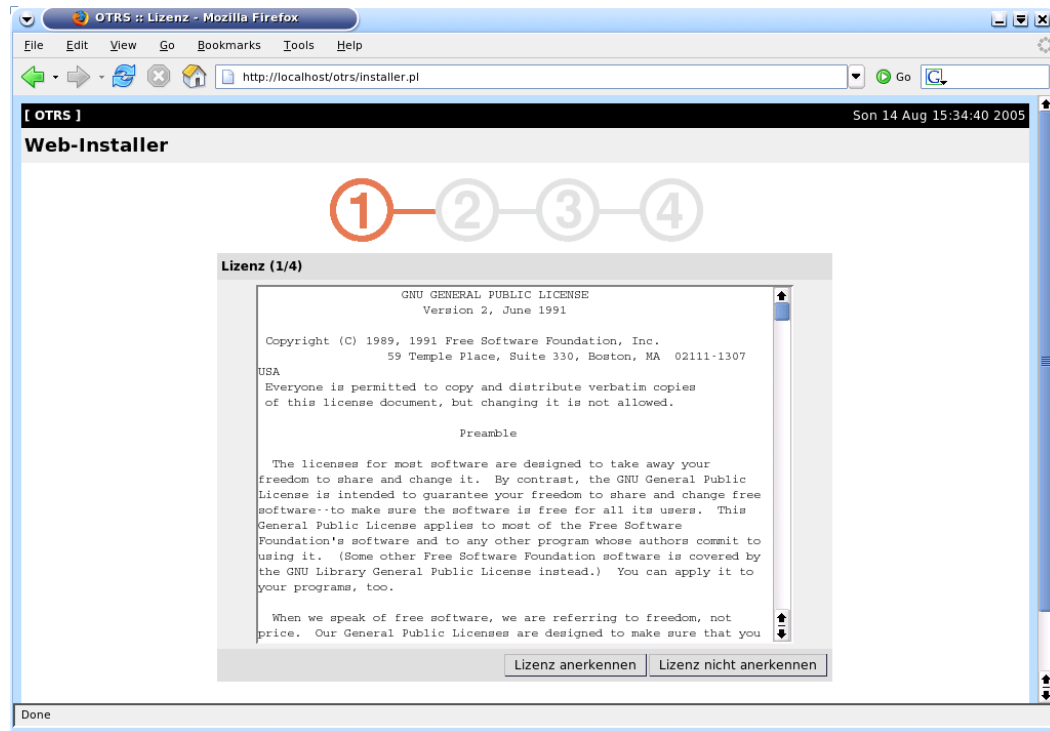 OTRS :: Lizenz - Mozilla Firefox
File Edit View Go Bookmarks Tools Help
http://localhost/otrs/installer.pl Go G
[ OTRS ] Son 14 Aug 15:34:40 2005
Web-Installer
1 2 3 4
Lizenz (1/4)
GNU GENERAL PUBLIC LICENSE
Version 2, June 1991
Copyright (C) 1989, 1991 Free Software Foundation, Inc.
59 Temple Place, Suite 330, Boston, MA 02111-1307
USA
Everyone is permitted to copy and distribute verbatim copies
of this license document, but changing it is not allowed.
Preamble
The licenses for most software are designed to take away your
freedom to share and change it. By contrast, the GNU General Public
License is intended to guarantee your freedom to share and change free
software--to make sure the software is free for all its users. This
General Public License applies to most of the Free Software
Foundation's software and to any other program whose authors commit to
using it. (Some other Free Software Foundation software is covered by
the GNU Library General Public License instead.) You can apply it to
your programs, too.
When we speak of free software, we are referring to freedom, not
price. Our General Public Licenses are designed to make sure that you
Lizenz anerkennen Lizenz nicht anerkennen
Done